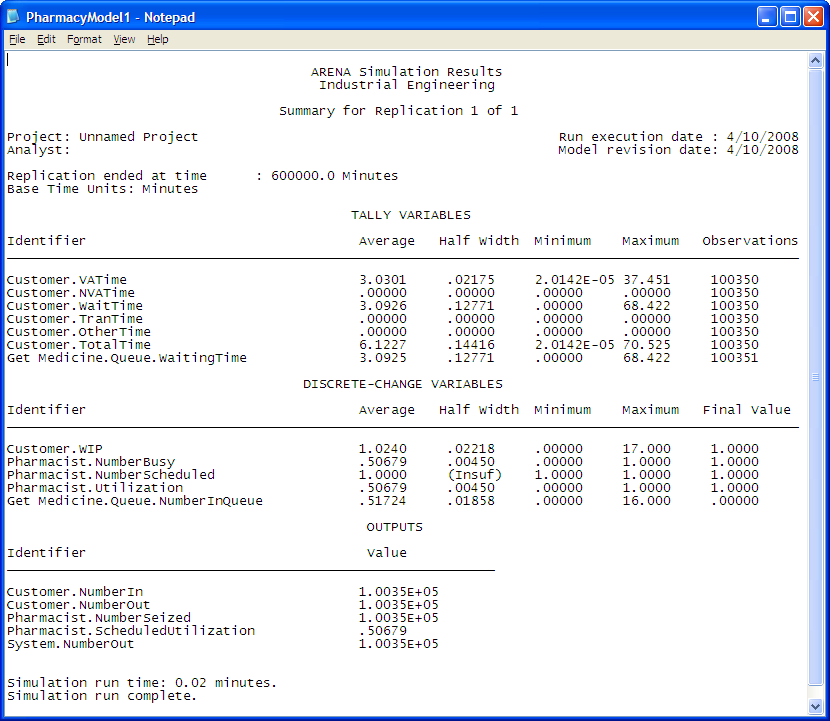 PharmacyModel1 - Notepad
File Edit Format View Help
ARENA Simulation Results
Industrial Engineering
Summary for Replication 1 of 1
Project: Unnamed Project Run execution date : 4/10/2008
Analyst: Model revision date: 4/10/2008
Replication ended at time : 600000.0 Minutes
Base Time Units: Minutes
TALLY VARIABLES
Identifier Average Half Width Minimum Maximum Observations
Customer.VATime 3.0301 .02175 2.0142E-05 37.451 100350
Customer.NVATime .00000 .00000 .00000 .00000 100350
Customer.WaitTime 3.0926 .12771 .00000 68.422 100350
Customer.TranTime .00000 .00000 .00000 .00000 100350
Customer.OtherTime .00000 .00000 .00000 .00000 100350
Customer.TotalTime 6.1227 .14416 2.0142E-05 70.525 100350
Get Medicine.Queue.WaitingTime 3.0925 .12771 .00000 68.422 100351
DISCRETE-CHANGE VARIABLES
Identifier Average Half Width Minimum Maximum Final Value
Customer.WIP 1.0240 .02218 .00000 17.000 1.0000
Pharmacist.NumberBusy .50679 .00450 .00000 1.0000 1.0000
Pharmacist.NumberScheduled 1.0000 (Insuf) 1.0000 1.0000 1.0000
Pharmacist.Utilization .50679 .00450 .00000 1.0000 1.0000
Get Medicine.Queue.NumberInQueue .51724 .01858 .00000 16.000 .00000
OUTPUTS
Identifier Value
Customer.NumberIn 1.0035E+05
Customer.NumberOut 1.0035E+05
Pharmacist.NumberSeized 1.0035E+05
Pharmacist.ScheduledUtilization .50679
System.NumberOut 1.0035E+05
Simulation run time: 0.02 minutes.
Simulation run complete.